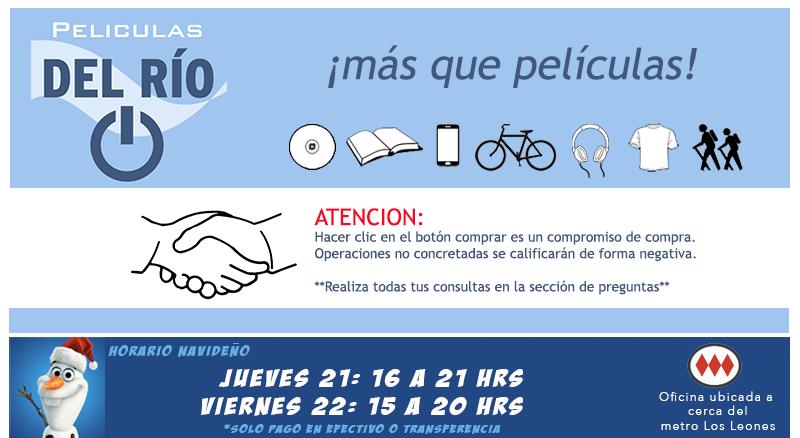 PELICULAS
DEL RÍO
¡más que películas!
ATENCION:
Hacer clic en el botón comprar es un compromiso de compra.
Operaciones no concretadas se calificarán de forma negativa.
**Realiza todas tus consultas en la sección de preguntas**
HORARIO NAVIDEÑO
JUEVES 21: 16 A 21 HRS
VIERNES 22: 15 A 20 HRS
*SOLO PAGO EN EFECTIVO O TRANSFERENCIA
Oficina ubicada a
cerca del
metro Los Leones